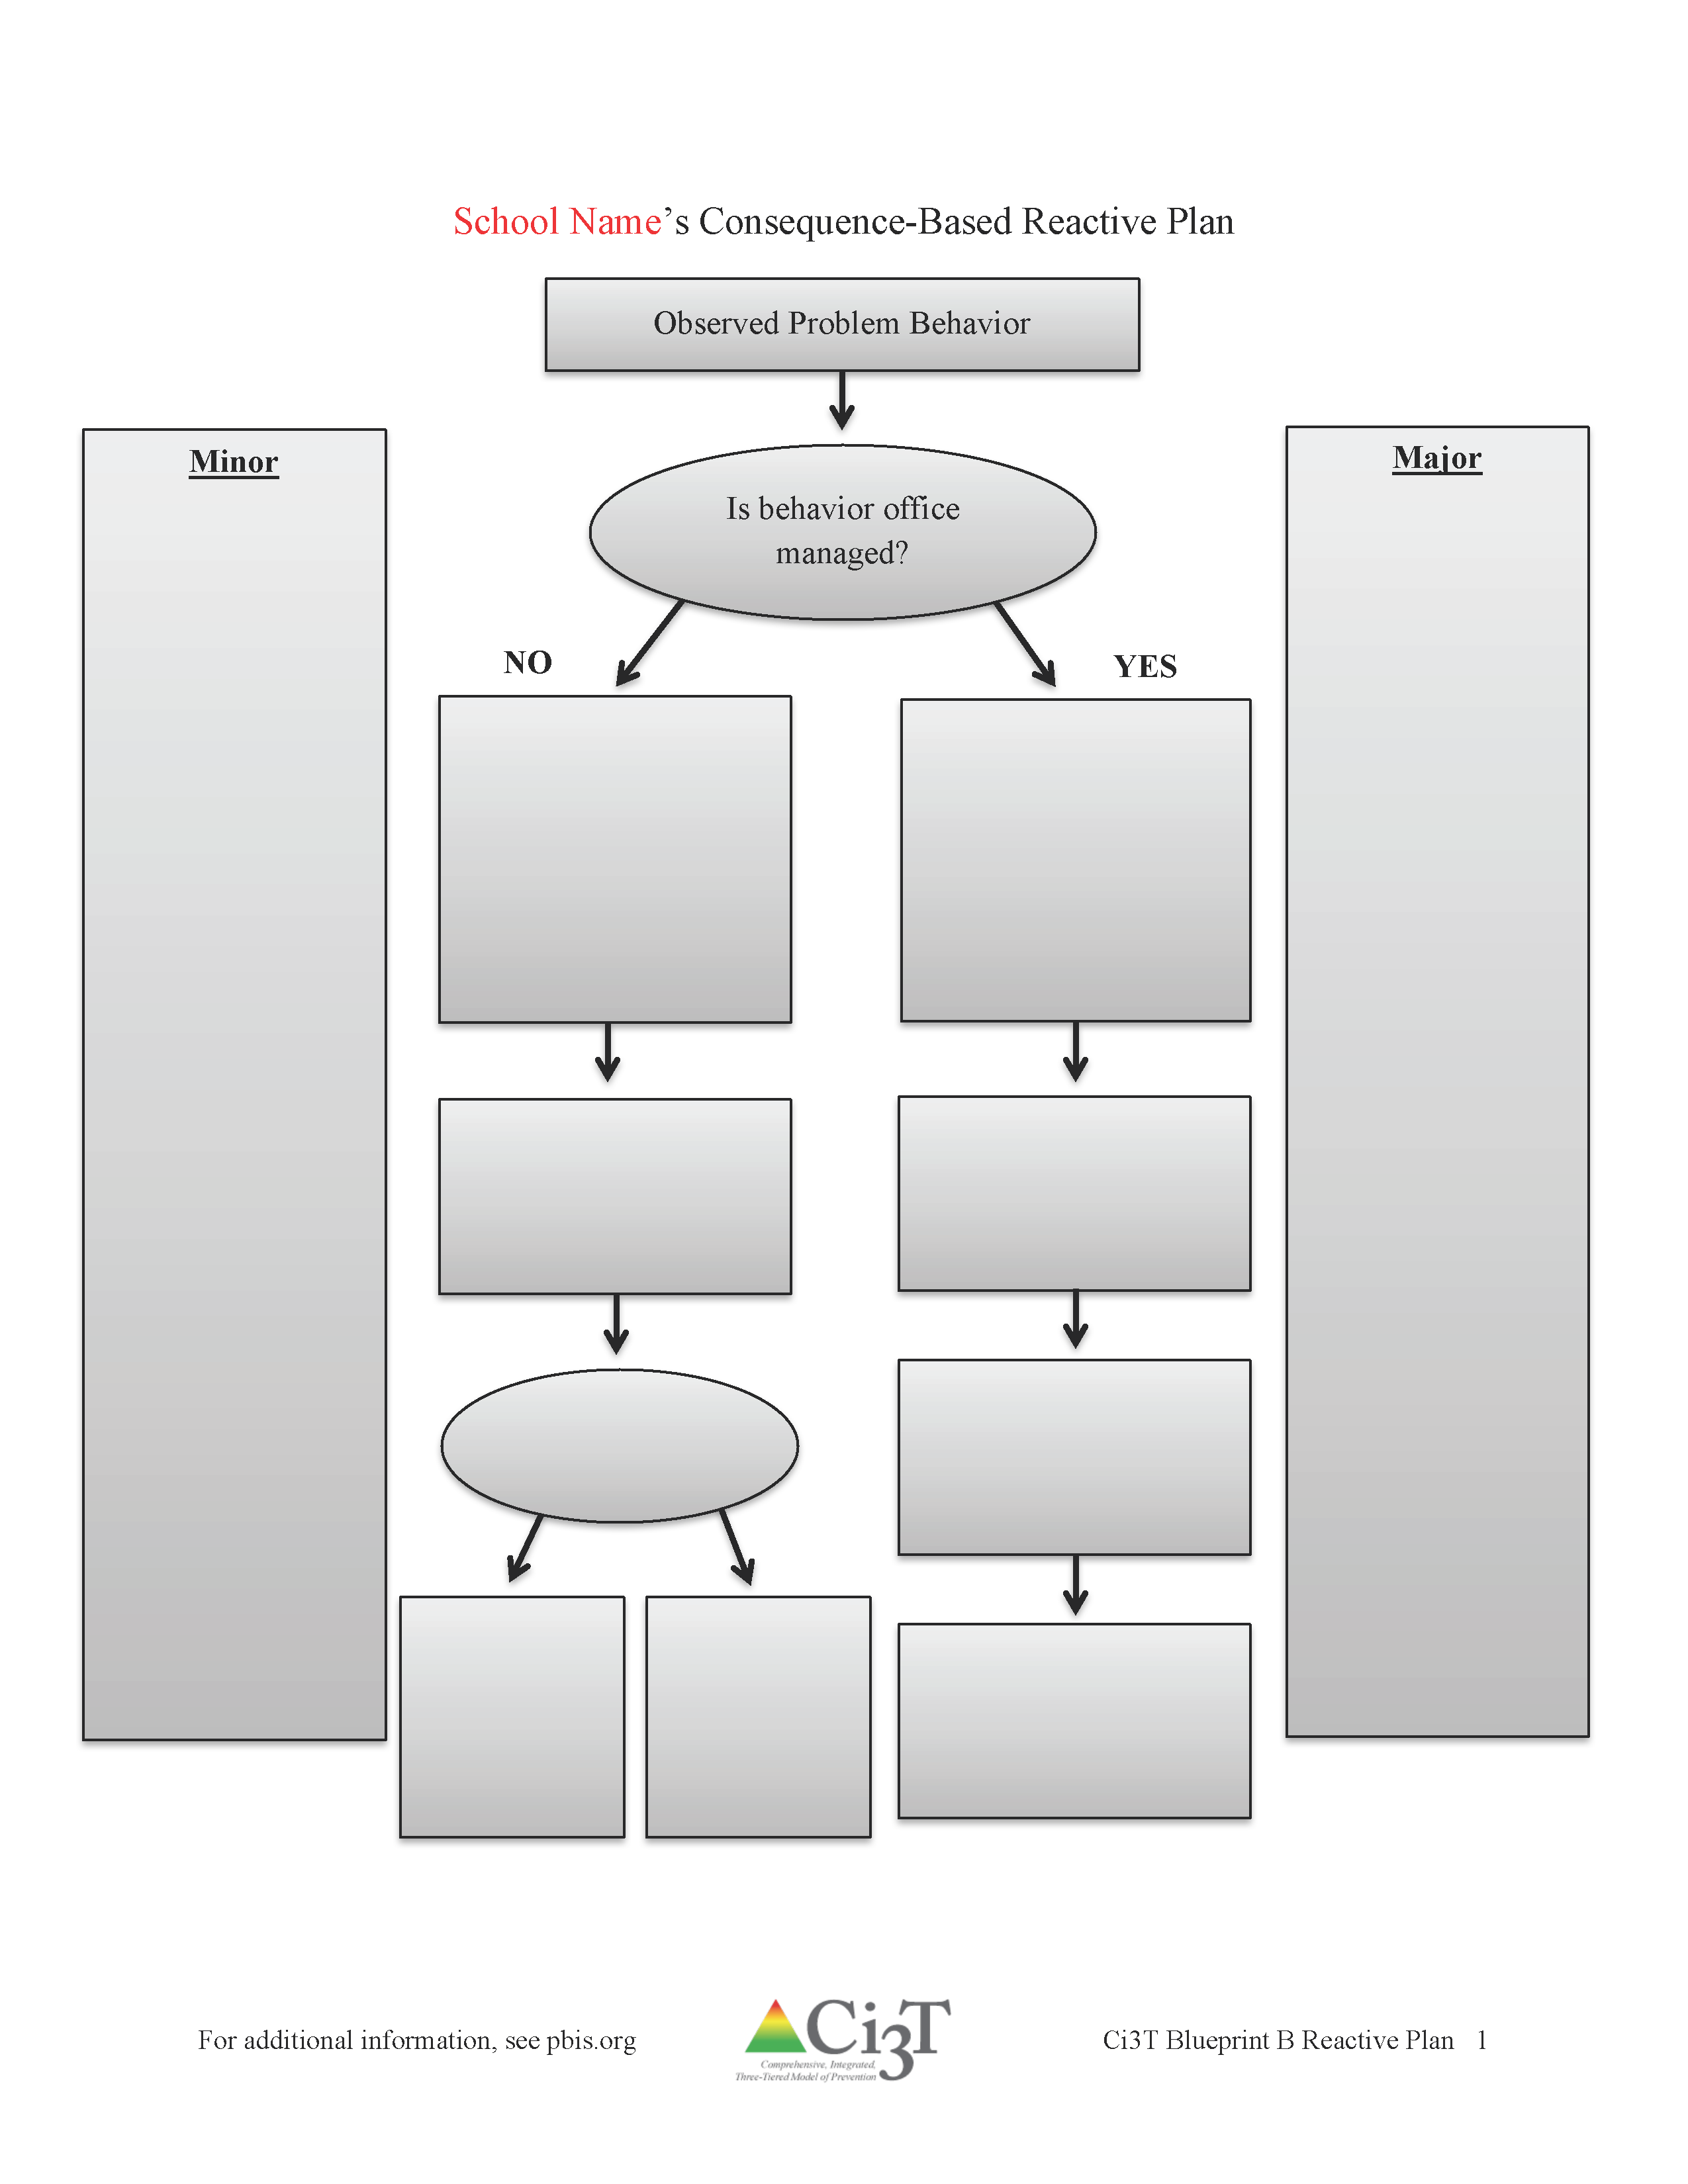 School Name’s Consequence-Based Reactive Plan
Observed Problem Behavior
Minor
Major
Is behavior office
managed?
NO
YES
For additional information, see pbis.org
Ci3T
Comprehensive, Integrated,
Three-Tiered Model of Prevention
Ci3T Blueprint B Reactive Plan 1